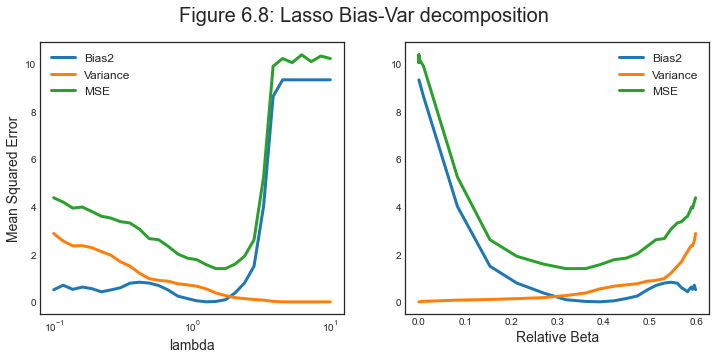 Figure 6.8: Lasso Bias-Var decomposition
Mean Squared Error
10
8
6
4
2
0
Bias2
Variance
MSE
10⁻¹
10⁰
10¹
lambda
10
8
6
4
2
0
Bias2
Variance
MSE
0.0
0.1
0.2
0.3
0.4
0.5
0.6
Relative Beta